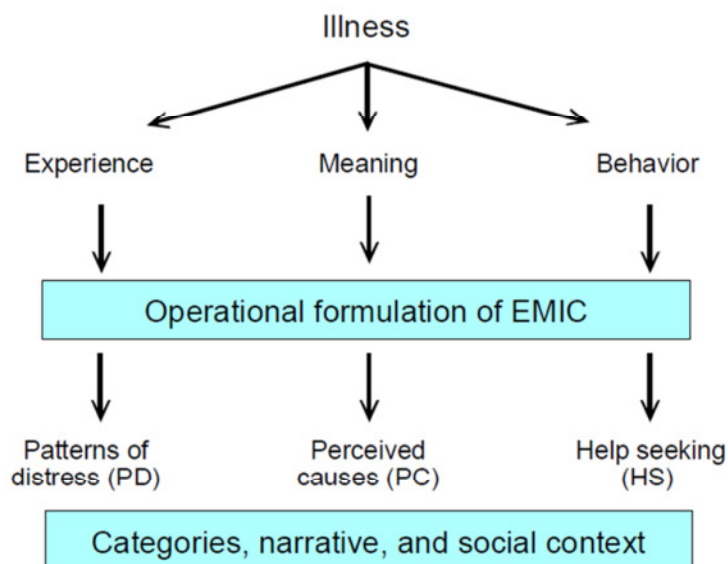 Illness
Experience
Meaning
Behavior
Operational formulation of EMIC
Patterns of
distress (PD)
Perceived
causes (PC)
Help seeking
(HS)
Categories, narrative, and social context